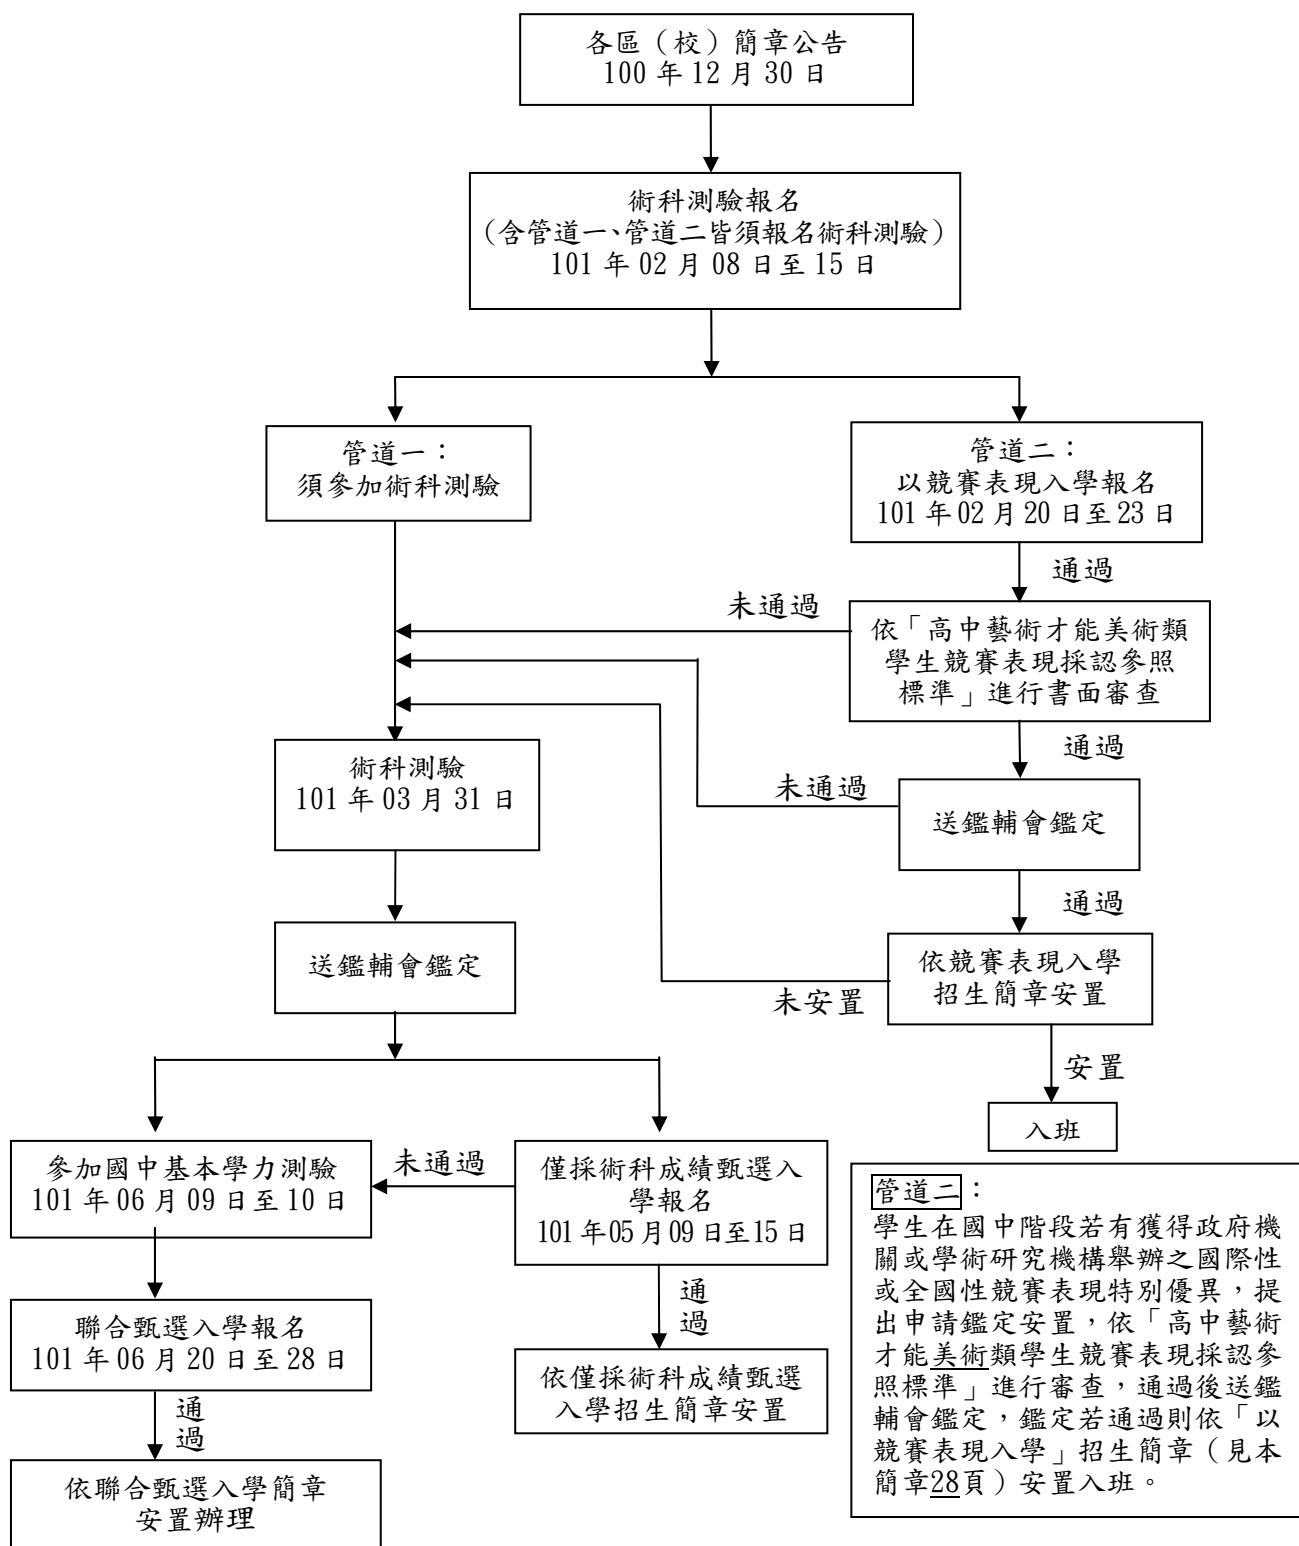 各區（校）簡章公告
100 年 12 月 30 日
術科測驗報名
（含管道一、管道二皆須報名術科測驗）
101 年 02 月 08 日至 15 日
管道一：
須參加術科測驗
管道二：
以競賽表現入學報名
101 年 02 月 20 日至 23 日
通過
未通過
依「高中藝術才能美術類
學生競賽表現採認參照
標準」進行書面審查
通過
術科測驗
101 年 03 月 31 日
未通過
送鑑輔會鑑定
通過
送鑑輔會鑑定
未安置
依競賽表現入學
招生簡章安置
安置
入班
參加國中基本學力測驗
101 年 06 月 09 日至 10 日
未通過
僅採術科成績甄選入
學報名
101 年 05 月 09 日至 15 日
通
過
聯合甄選入學報名
101 年 06 月 20 日至 28 日
依僅採術科成績甄選
入學招生簡章安置
通
過
依聯合甄選入學簡章
安置辦理
管道二：
學生在國中階段若有獲得政府機
關或學術研究機構舉辦之國際性
或全國性競賽表現特別優異，提
出申請鑑定安置，依「高中藝術
才能美術類學生競賽表現採認參
照標準」進行審查，通過後送鑑
輔會鑑定，鑑定若通過則依「以
競賽表現入學」招生簡章（見本
簡章28頁）安置入班。